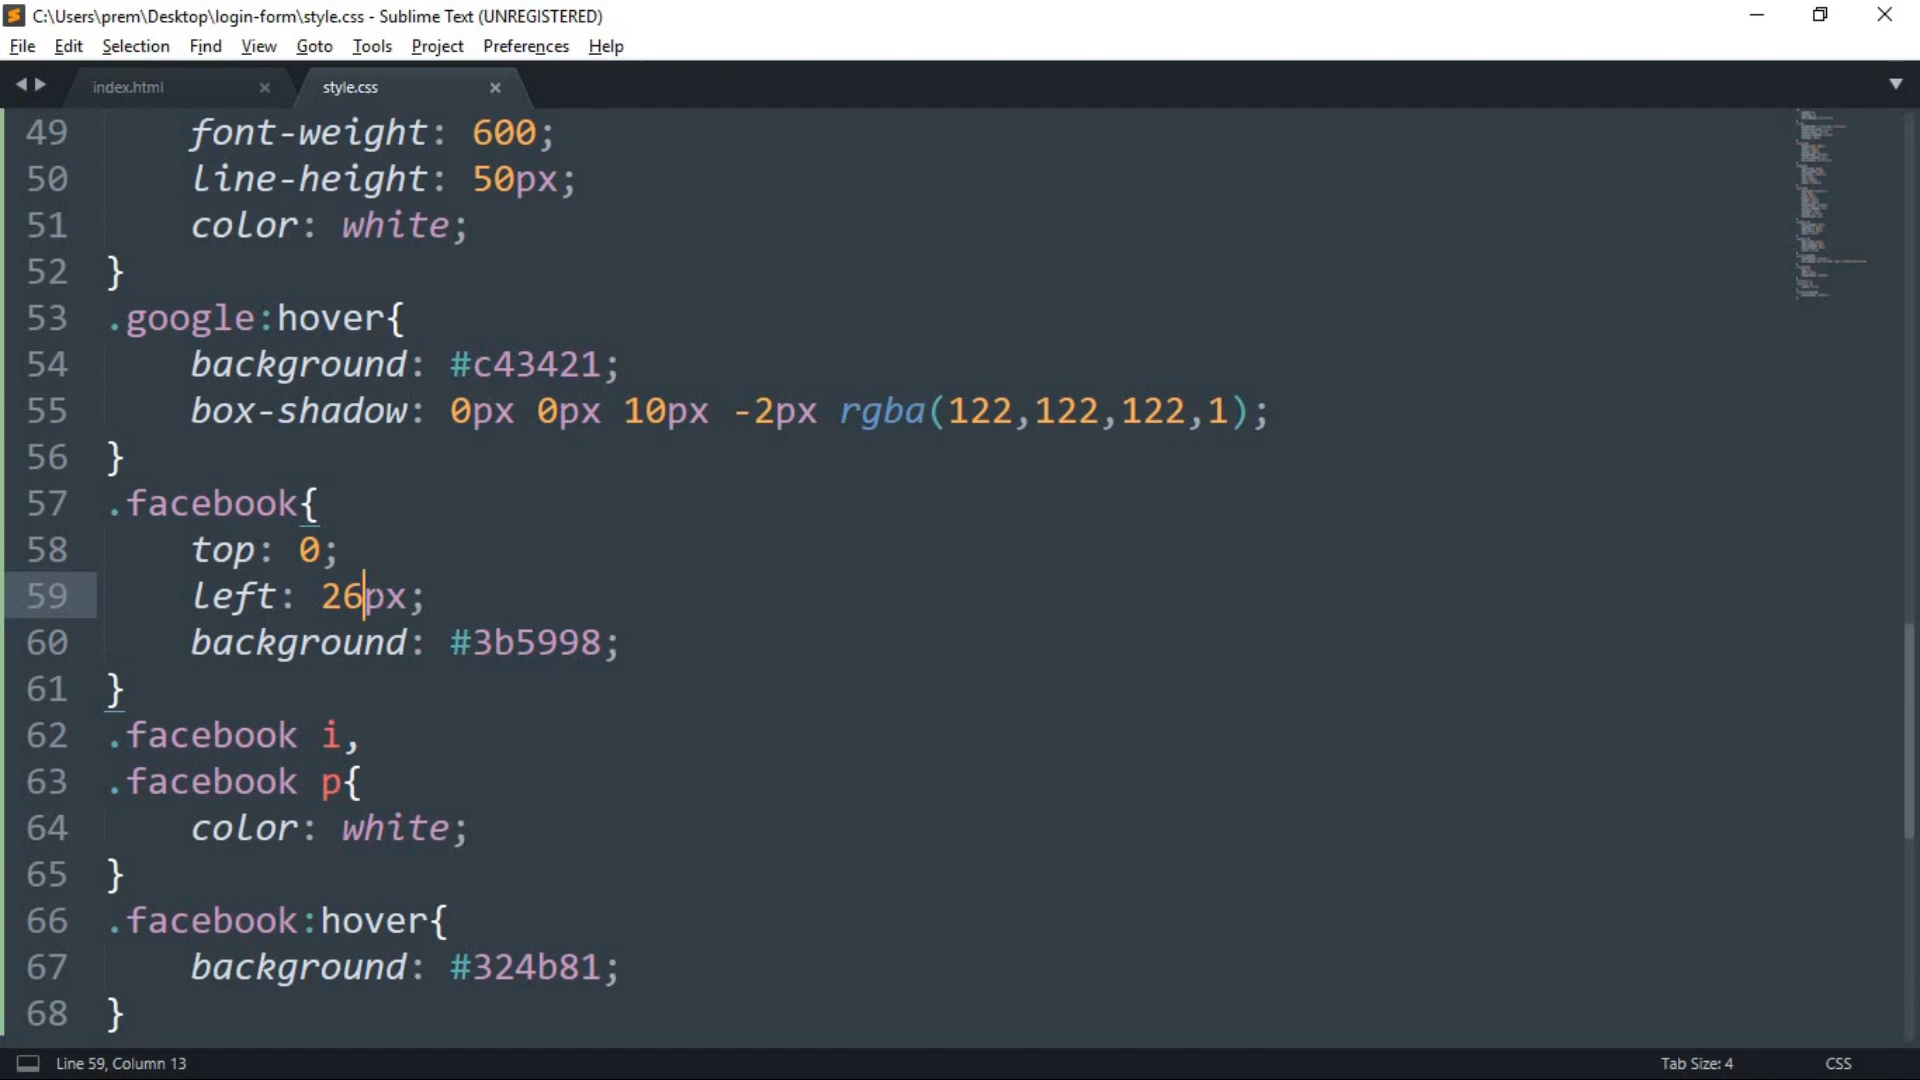 C:\Users\prem\Desktop\login-form\style.css - Sublime Text (UNREGISTERED)
File Edit Selection Find View Goto Tools Project Preferences Help
index.html × style.css ×
49 font-weight: 600;
50 line-height: 50px;
51 color: white;
52 }
53 .google:hover{
54 background: #c43421;
55 box-shadow: 0px 0px 10px -2px rgba(122,122,122,1);
56 }
57 .facebook{
58 top: 0;
59 left: 26px;
60 background: #3b5998;
61 }
62 .facebook i,
63 .facebook p{
64 color: white;
65 }
66 .facebook:hover{
67 background: #324b81;
68 }
Line 59, Column 13 Tab Size: 4 CSS